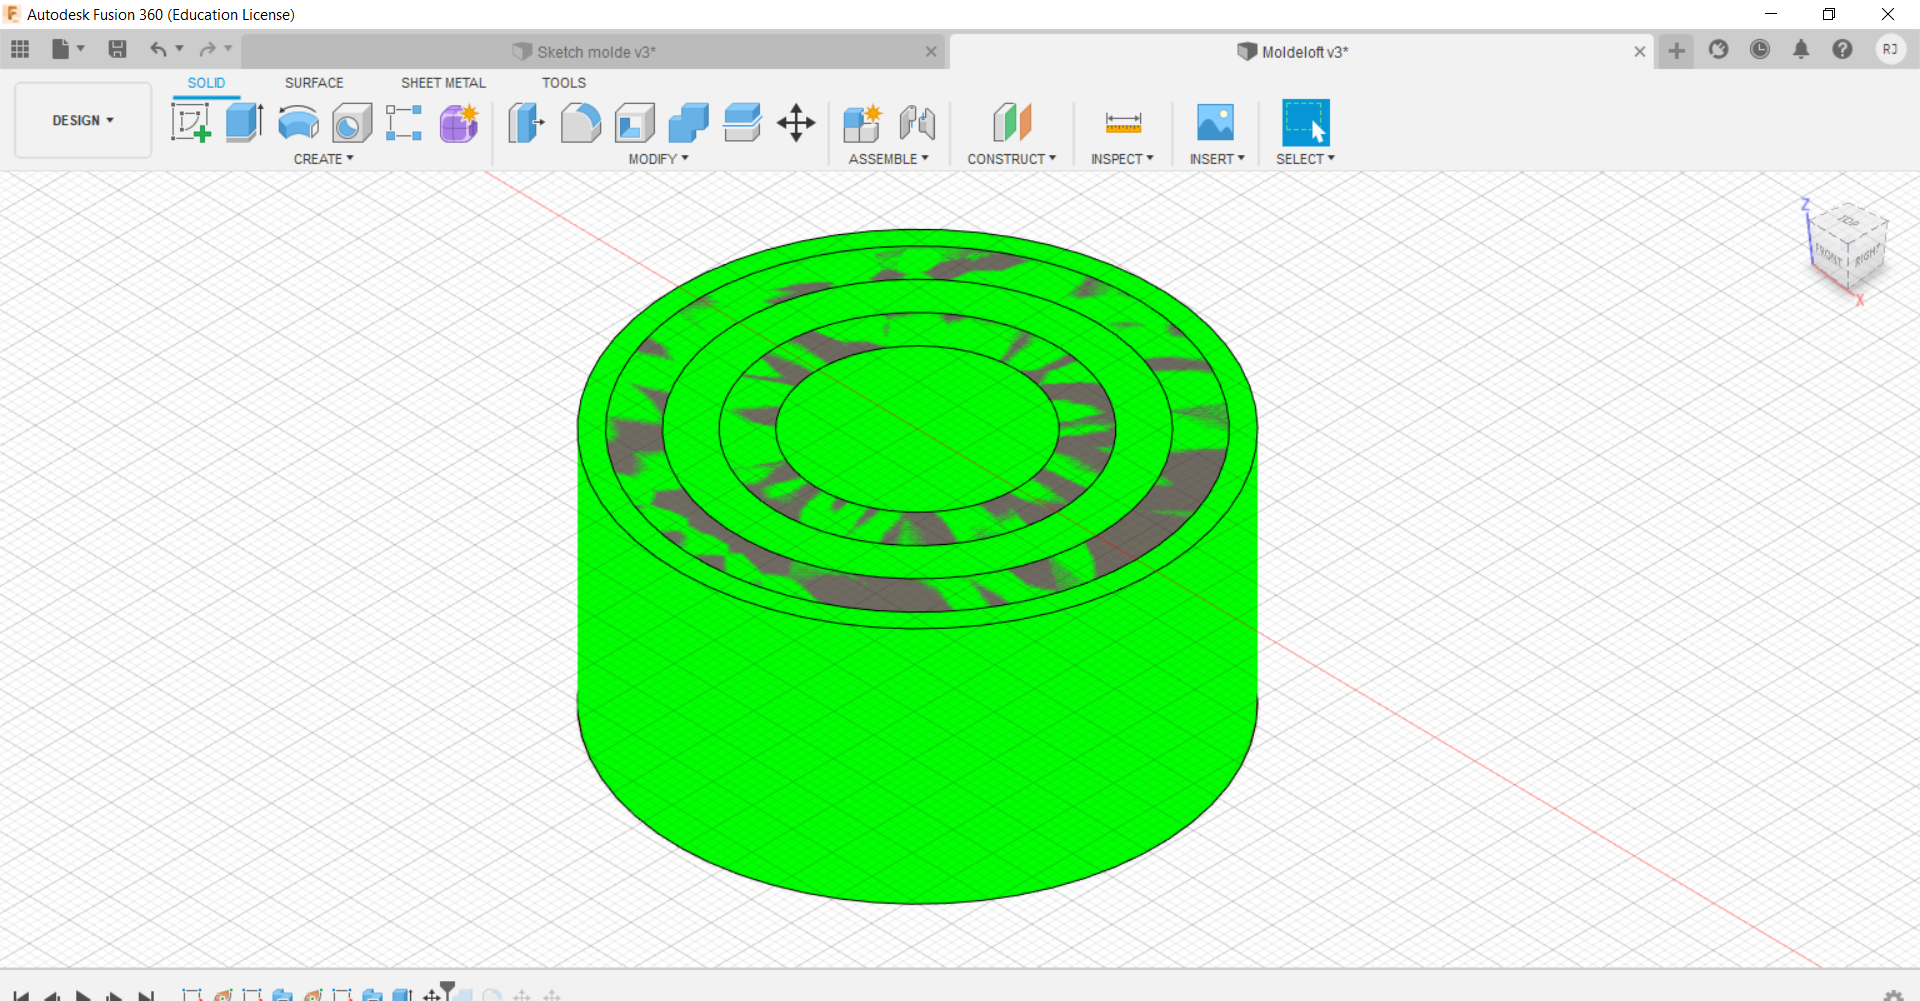 Autodesk Fusion 360 (Education License)
Sketch molde v3*
Moldeloft v3*
RJ
SOLID
SURFACE
SHEET METAL
TOOLS
DESIGN
CREATE
MODIFY
ASSEMBLE
CONSTRUCT
INSPECT
INSERT
SELECT
Z
TOP
FRONT
RIGHT
X